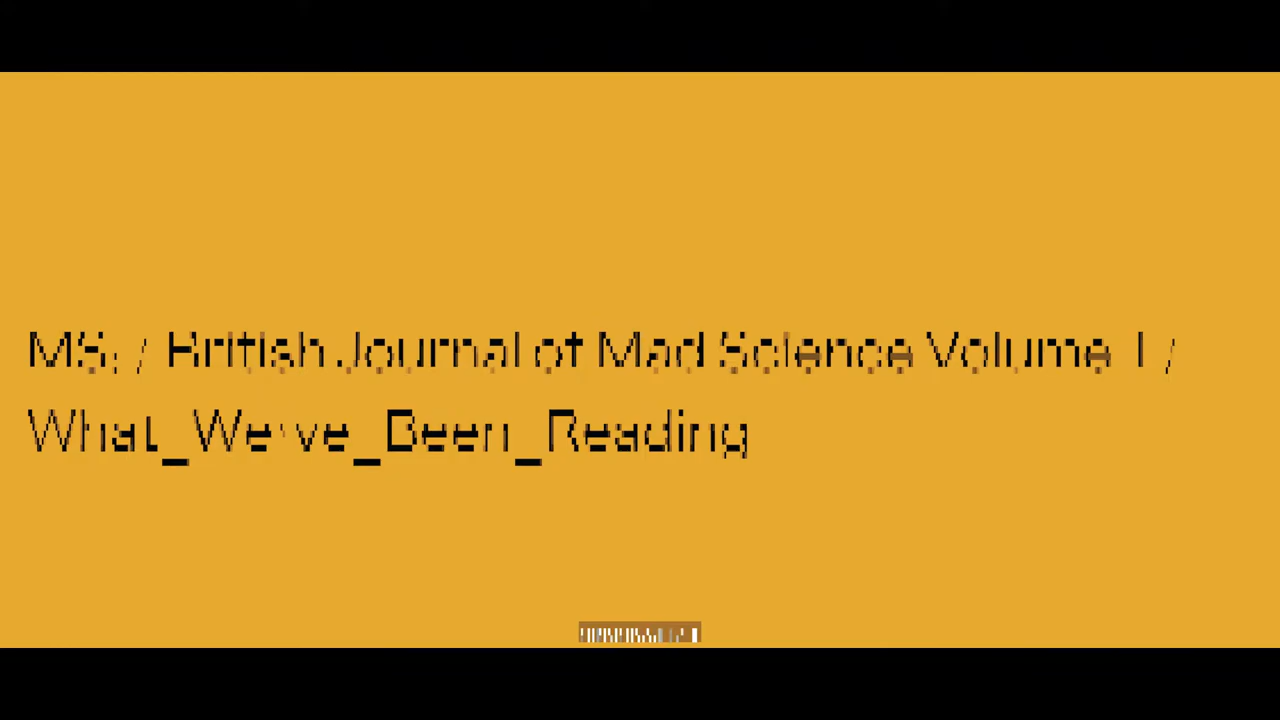 MS: / British Journal of Mad Science Volume 1 /
What_We've_Been_Reading